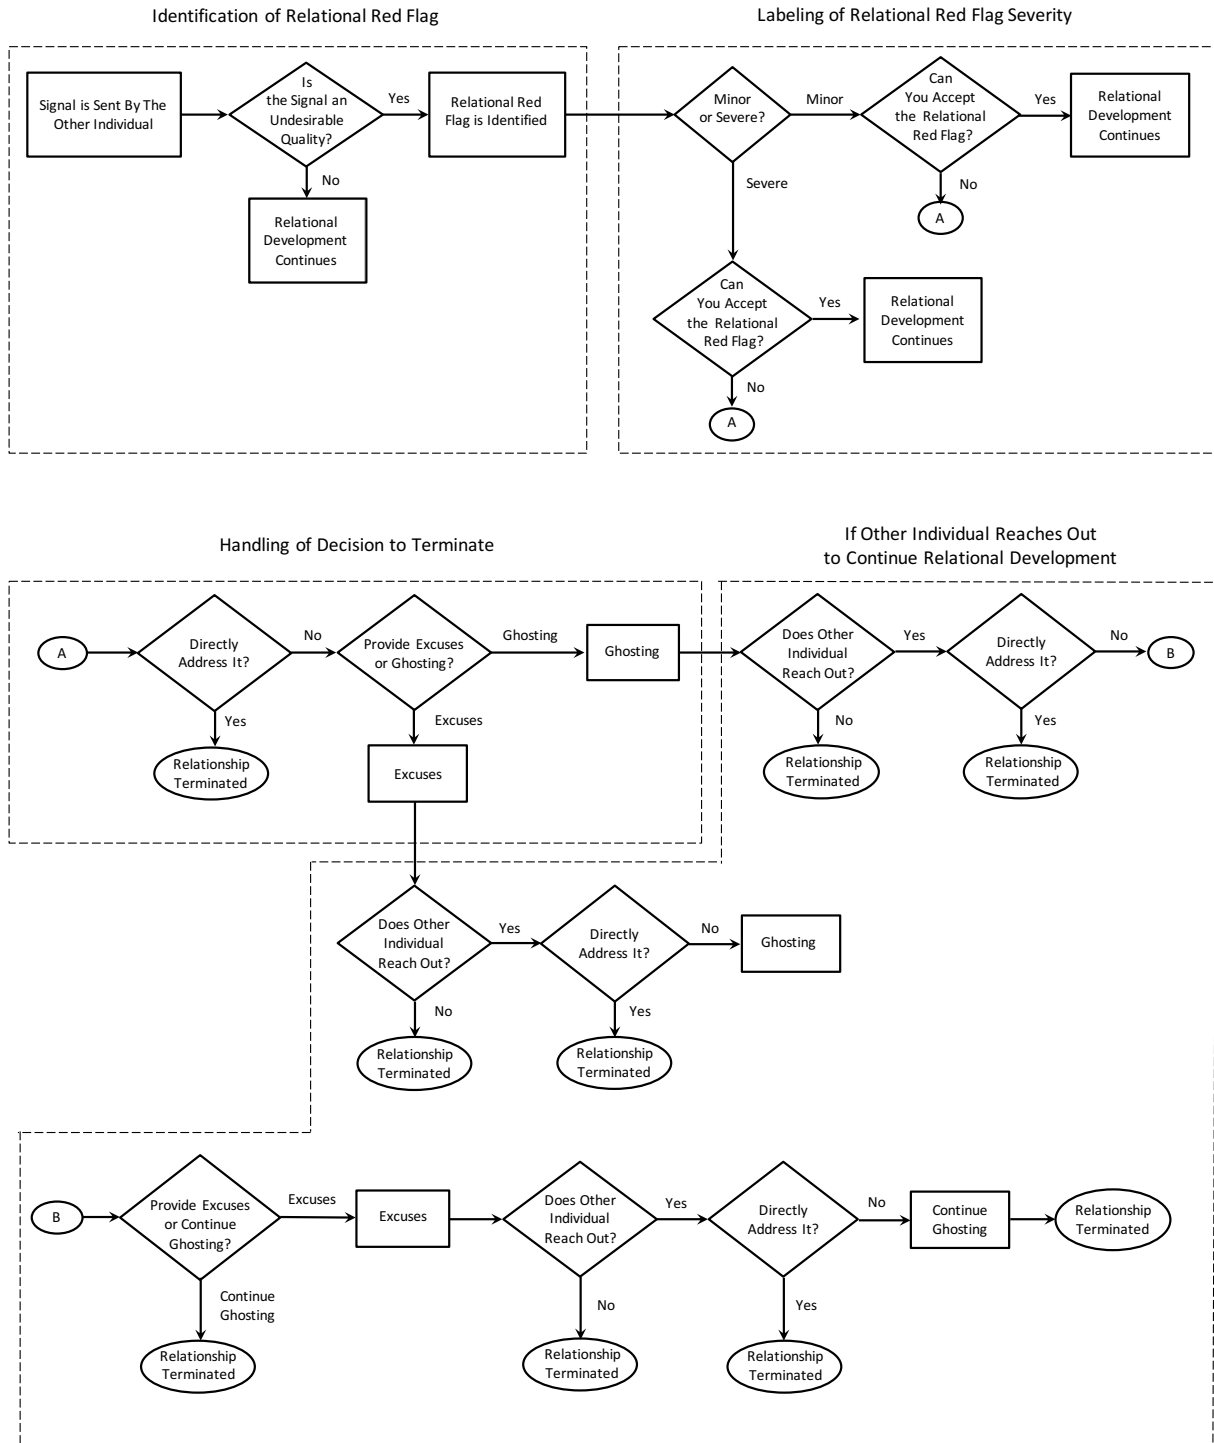 Identification of Relational Red Flag
Labeling of Relational Red Flag Severity
Signal is Sent By The
Other Individual
Is
the Signal an
Undesirable
Quality?
Yes
Relational Red
Flag is Identified
No
Relational
Development
Continues
Minor
or Severe?
Minor
Can
You Accept
the Relational
Red Flag?
Yes
Relational
Development
Continues
No
A
Severe
Can
You Accept
the Relational
Red Flag?
Yes
Relational
Development
Continues
No
A
Handling of Decision to Terminate
If Other Individual Reaches Out
to Continue Relational Development
A
Directly
Address It?
No
Provide Excuses
or Ghosting?
Ghosting
Ghosting
Yes
Relationship
Terminated
Excuses
Excuses
Does Other
Individual
Reach Out?
Yes
Directly
Address It?
No
B
No
Relationship
Terminated
Yes
Relationship
Terminated
Does Other
Individual
Reach Out?
Yes
Directly
Address It?
No
Ghosting
No
Relationship
Terminated
Yes
Relationship
Terminated
B
Provide Excuses
or Continue
Ghosting?
Excuses
Excuses
Does Other
Individual
Reach Out?
Yes
Directly
Address It?
No
Continue
Ghosting
Relationship
Terminated
Continue
Ghosting
Relationship
Terminated
No
Relationship
Terminated
Yes
Relationship
Terminated